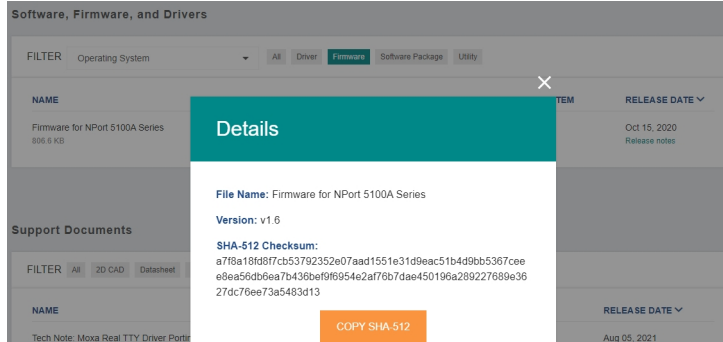 Software, Firmware, and Drivers
FILTER Operating System All Driver Firmware Software Package Utility
NAME TEM RELEASE DATE
Firmware for NPort 5100A Series Oct 15, 2020
806.6 KB Release notes
Details
File Name: Firmware for NPort 5100A Series
Version: v1.6
SHA-512 Checksum:
a7f8a18fd8f7cb53792352e07aad1551e31d9eac51b4d9bb5367cee
e8ea56db6ea7b436bef9f6954e2af76b7dae450196a289227689e36
27dc76ee73a5483d13
COPY SHA-512
Support Documents
FILTER All 2D CAD Datasheet
NAME RELEASE DATE
Tech Note: Moxa Real TTY Driver Aug 05, 2021